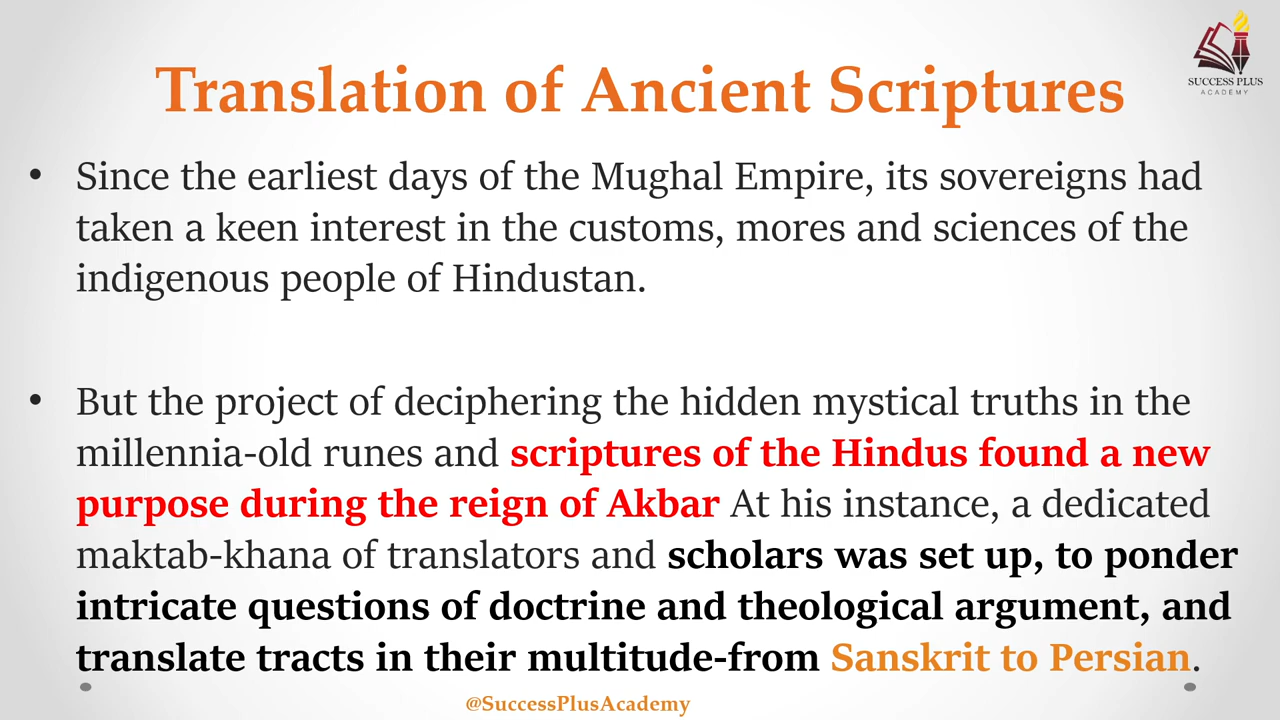 SUCCESS PLUS
ACADEMY
Translation of Ancient Scriptures
• Since the earliest days of the Mughal Empire, its sovereigns had
taken a keen interest in the customs, mores and sciences of the
indigenous people of Hindustan.
• But the project of deciphering the hidden mystical truths in the
millennia-old runes and scriptures of the Hindus found a new
purpose during the reign of Akbar At his instance, a dedicated
maktab-khana of translators and scholars was set up, to ponder
intricate questions of doctrine and theological argument, and
translate tracts in their multitude-from Sanskrit to Persian.
@SuccessPlusAcademy